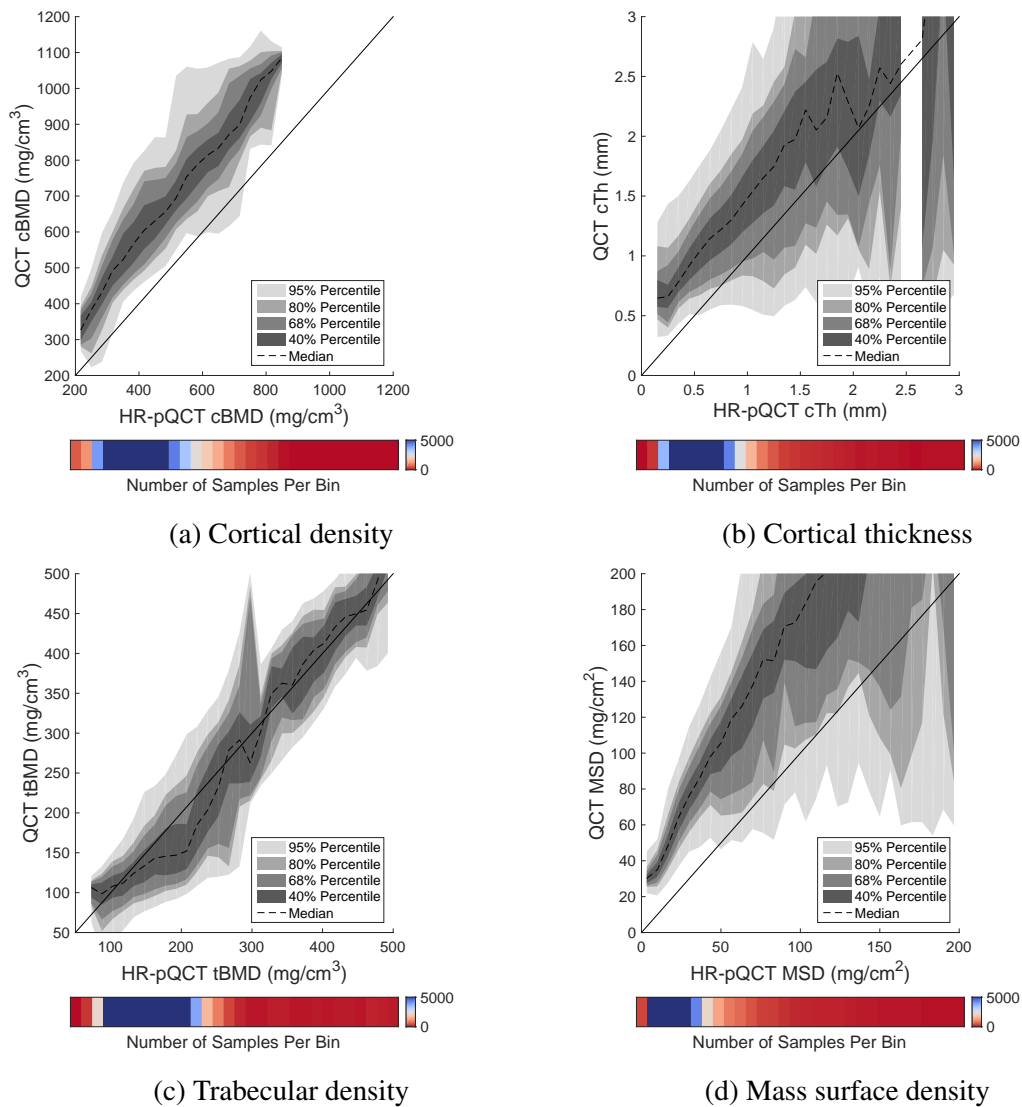 1200
1100
1000
900
800
700
600
500
400
300
200
QCT cBMD (mg/cm³)
95% Percentile
80% Percentile
68% Percentile
40% Percentile
Median
200 400 600 800 1000 1200
HR-pQCT cBMD (mg/cm³)
5000
0
Number of Samples Per Bin
(a) Cortical density
3
2.5
2
1.5
1
0.5
0
QCT cTh (mm)
95% Percentile
80% Percentile
68% Percentile
40% Percentile
Median
0 0.5 1 1.5 2 2.5 3
HR-pQCT cTh (mm)
5000
0
Number of Samples Per Bin
(b) Cortical thickness
500
450
400
350
300
250
200
150
100
50
QCT tBMD (mg/cm³)
95% Percentile
80% Percentile
68% Percentile
40% Percentile
Median
100 200 300 400 500
HR-pQCT tBMD (mg/cm³)
5000
0
Number of Samples Per Bin
(c) Trabecular density
200
180
160
140
120
100
80
60
40
20
0
QCT MSD (mg/cm²)
95% Percentile
80% Percentile
68% Percentile
40% Percentile
Median
0 50 100 150 200
HR-pQCT MSD (mg/cm²)
5000
0
Number of Samples Per Bin
(d) Mass surface density